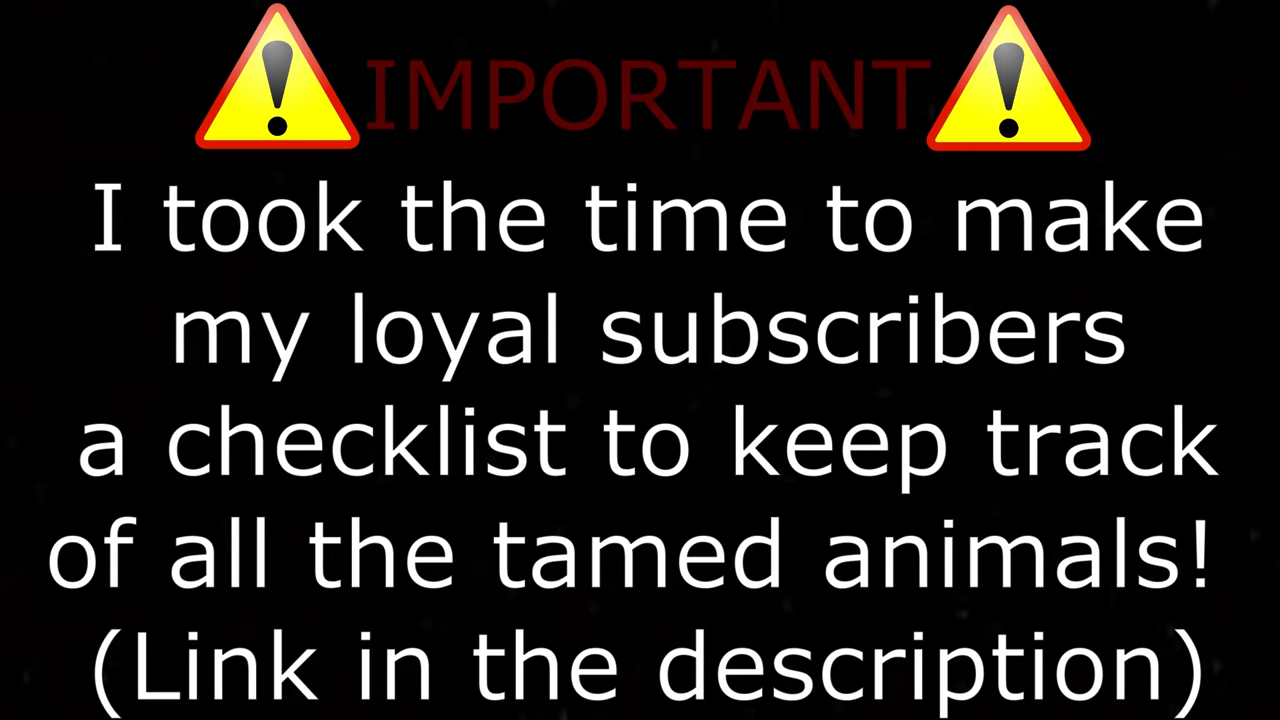 IMPORTANT
I took the time to make
my loyal subscribers
a checklist to keep track
of all the tamed animals!
(Link in the description)